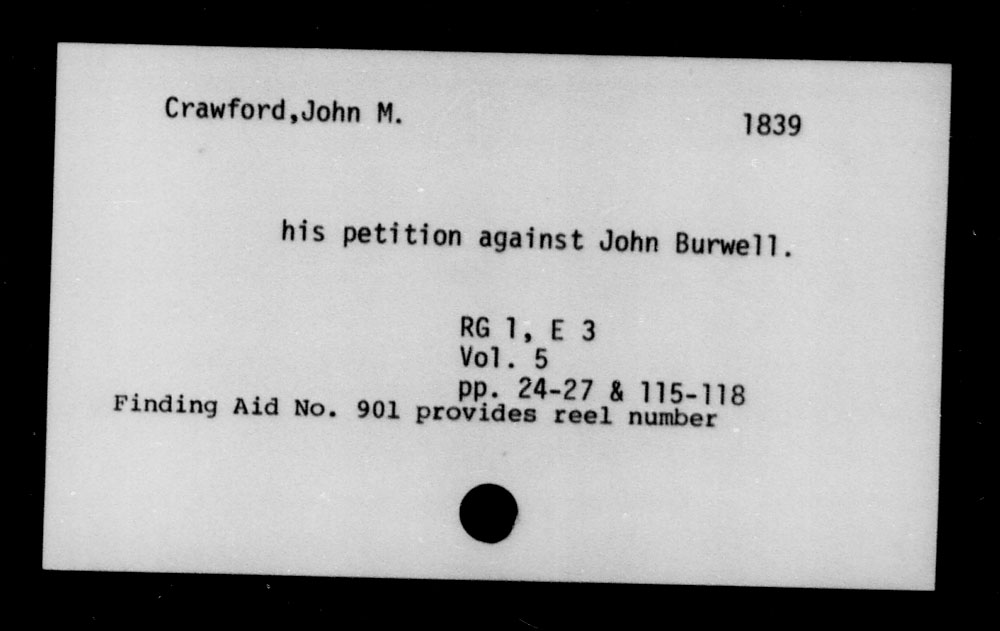 Crawford,John M.
1839
his petition against John Burwell.
RG 1, E 3
Vol. 5
pp. 24-27 & 115-118
Finding Aid No. 901 provides reel number